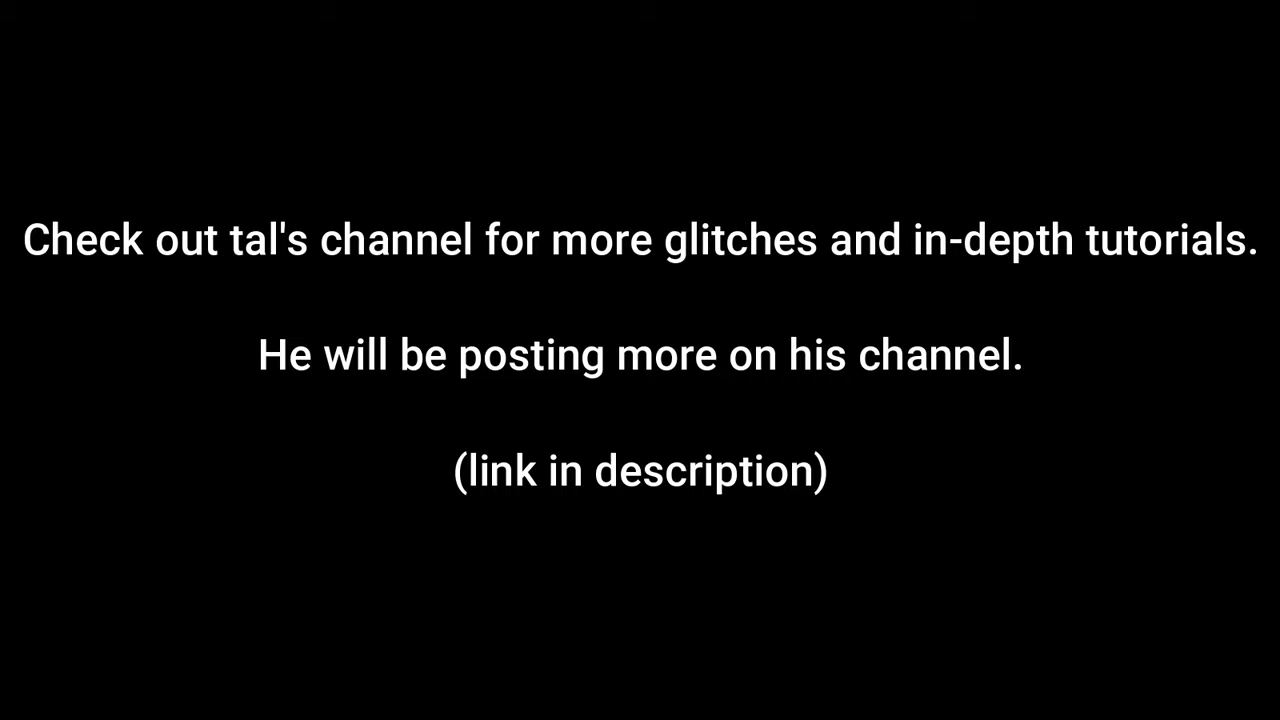 Check out tal's channel for more glitches and in-depth tutorials.
He will be posting more on his channel.
(link in description)